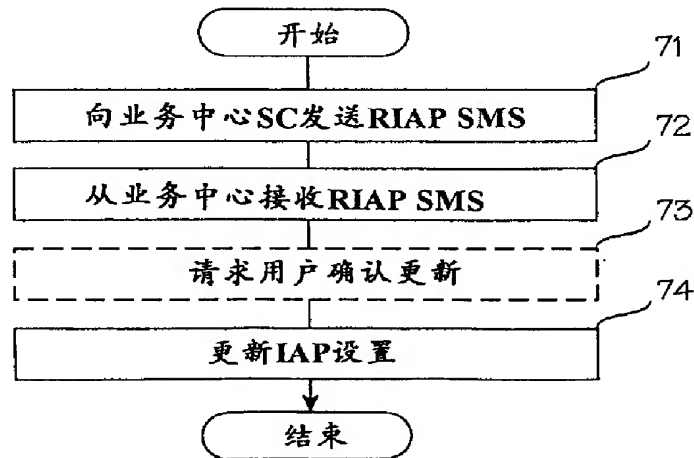 开始
71
向业务中心SC发送RIAP SMS
72
从业务中心接收RIAP SMS
73
请求用户确认更新
74
更新IAP设置
结束